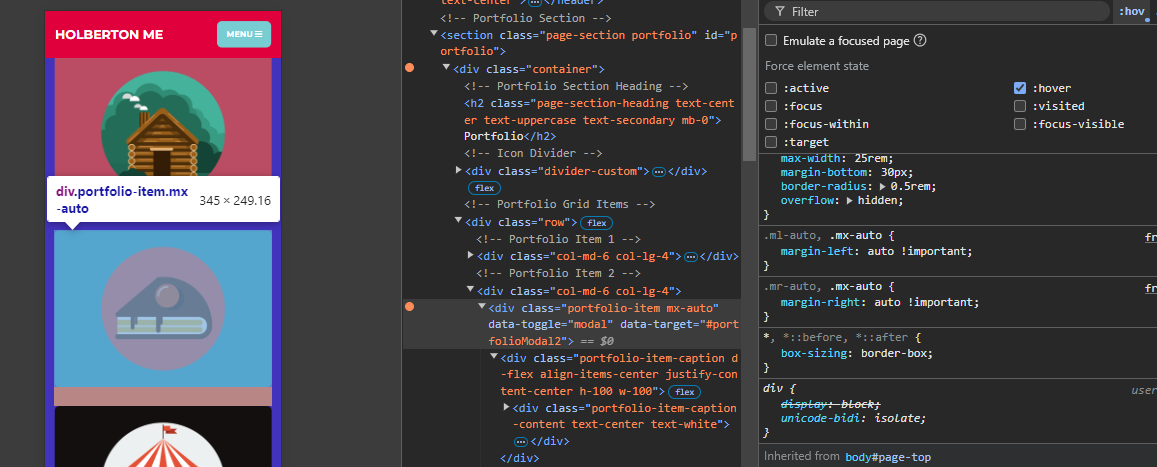 HOLBERTON ME
MENU
div.portfolio-item.mx
-auto
345 × 249.16
text-center"> </header>
<!-- Portfolio Section -->
<section class="page-section portfolio" id="p
ortfolio">
<div class="container">
<!-- Portfolio Section Heading -->
<h2 class="page-section-heading text-cent
er text-uppercase text-secondary mb-0">
Portfolio</h2>
<!-- Icon Divider -->
<div class="divider-custom"> </div>
flex
<!-- Portfolio Grid Items -->
<div class="row"> flex
<!-- Portfolio Item 1 -->
<div class="col-md-6 col-lg-4"> </div>
<!-- Portfolio Item 2 -->
<div class="col-md-6 col-lg-4">
<div class="portfolio-item mx-auto"
data-toggle="modal" data-target="#port
folioModal2"> == $0
<div class="portfolio-item-caption d
-flex align-items-center justify-con
tent-center h-100 w-100"> flex
<div class="portfolio-item-caption
-content text-center text-white">
</div>
</div>
Filter
:hov
Emulate a focused page ?
Force element state
:active
:hover
:focus
:visited
:focus-within
:focus-visible
:target
max-width: 25rem;
margin-bottom: 30px;
border-radius: 0.5rem;
overflow: hidden;
}
.ml-auto, .mx-auto {
fr
margin-left: auto !important;
}
.mr-auto, .mx-auto {
fr
margin-right: auto !important;
}
*, *::before, *::after {
box-sizing: border-box;
}
div {
user
display: block;
unicode-bidi: isolate;
}
Inherited from body#page-top